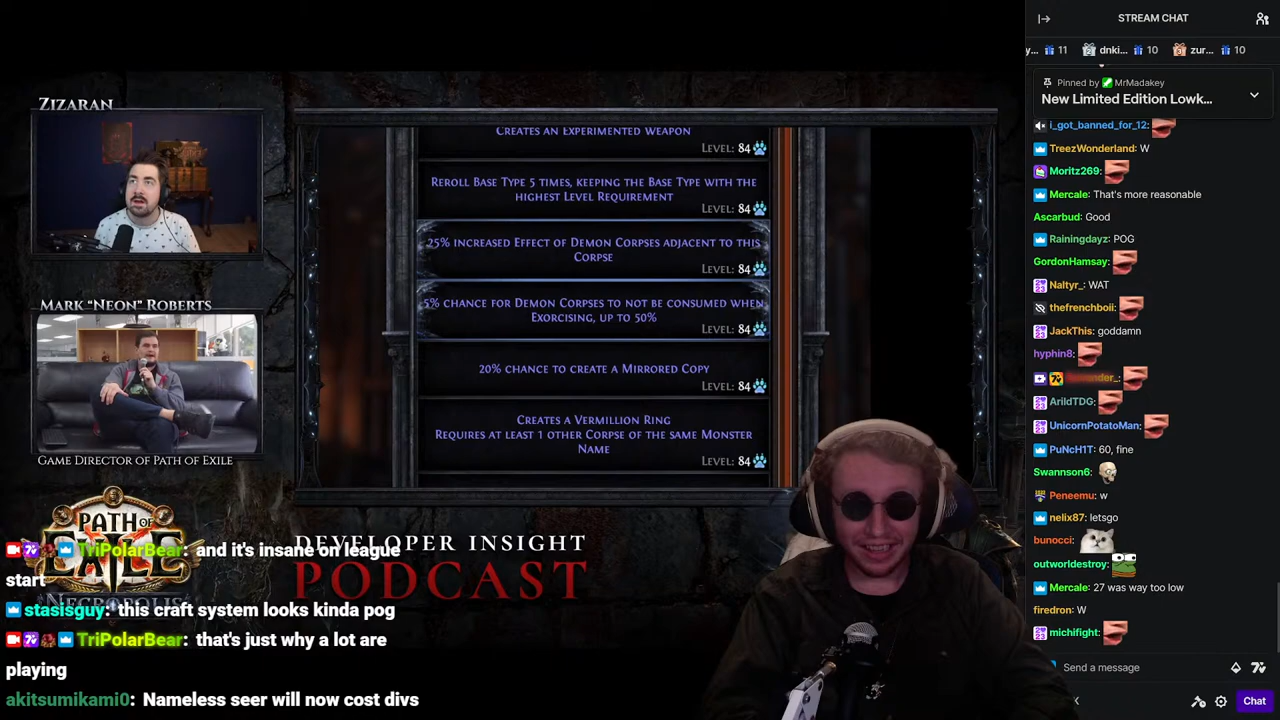 ZIZARAN
MARK "NEON" ROBERTS
GAME DIRECTOR OF PATH OF EXILE
CREATES AN EXPERIMENTED WEAPON
LEVEL: 84
REROLL BASE TYPE 5 TIMES, KEEPING THE BASE TYPE WITH THE
HIGHEST LEVEL REQUIREMENT
LEVEL: 84
25% INCREASED EFFECT OF DEMON CORPSES ADJACENT TO THIS
CORPSE
LEVEL: 84
5% CHANCE FOR DEMON CORPSES TO NOT BE CONSUMED WHEN
EXORCISING, UP TO 50%
LEVEL: 84
20% CHANCE TO CREATE A MIRRORED COPY
LEVEL: 84
CREATES A VERMILLION RING
REQUIRES AT LEAST 1 OTHER CORPSE OF THE SAME MONSTER
NAME
LEVEL: 84
PATH OF
EXILE
NECROPOLIS
DEVELOPER INSIGHT
PODCAST
TriPolarBear: and it's insane on league
start
stasisguy: this craft system looks kinda pog
TriPolarBear: that's just why a lot are
playing
akitsumikami0: Nameless seer will now cost divs
STREAM CHAT
y... 11 dnki... 10 zur... 10
Pinned by MrMadakey
New Limited Edition Lowk...
i_got_banned_for_12:
TreezWonderland: W
Moritz269:
Mercale: That's more reasonable
Ascarbud: Good
Rainingdayz: POG
GordonHamsay:
Naltyr_: WAT
thefrenchboii:
JackThis: goddamn
hyphin8:
ArildTDG:
UnicornPotatoMan:
PuNcH1T: 60, fine
Swannson6:
Peneemu: w
nelix87: letsgo
bunocci:
outworldestroy:
Mercale: 27 was way too low
firedron: W
michifight:
Send a message
Chat